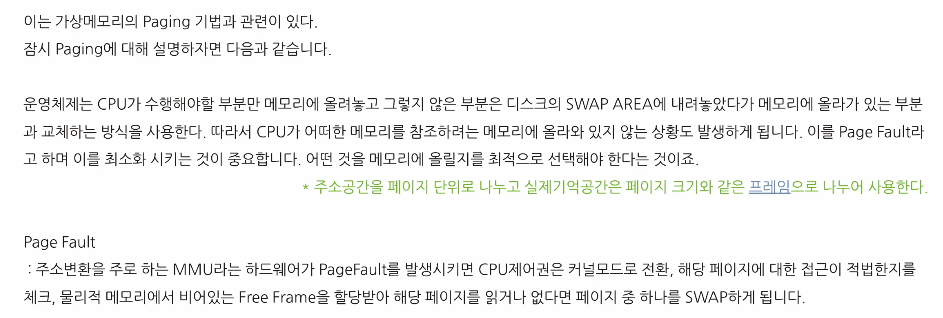 이는 가상메모리의 Paging 기법과 관련이 있다.
잠시 Paging에 대해 설명하자면 다음과 같습니다.
운영체제는 CPU가 수행해야할 부분만 메모리에 올려놓고 그렇지 않은 부분은 디스크의 SWAP AREA에 내려놓았다가 메모리에 올라가 있는 부분
과 교체하는 방식을 사용한다. 따라서 CPU가 어떠한 메모리를 참조하려는 메모리에 올라와 있지 않는 상황도 발생하게 됩니다. 이를 Page Fault라
고 하며 이를 최소화 시키는 것이 중요합니다. 어떤 것을 메모리에 올릴지를 최적으로 선택해야 한다는 것이죠.
* 주소공간을 페이지 단위로 나누고 실제기억공간은 페이지 크기와 같은 프레임으로 나누어 사용한다.
Page Fault
: 주소변환을 주로 하는 MMU라는 하드웨어가 PageFault를 발생시키면 CPU제어권은 커널모드로 전환, 해당 페이지에 대한 접근이 적법한지를
체크, 물리적 메모리에서 비어있는 Free Frame을 할당받아 해당 페이지를 읽거나 없다면 페이지 중 하나를 SWAP하게 됩니다.